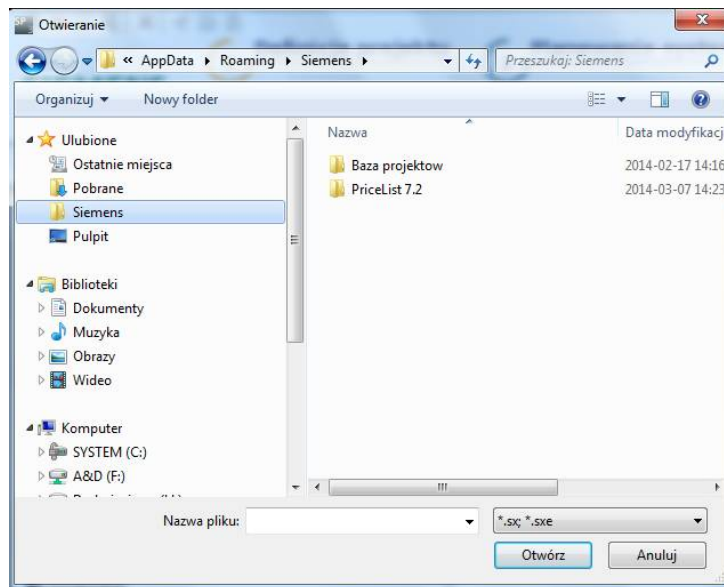 SP Otwieranie
« AppData Roaming Siemens
Przeszukaj: Siemens
Organizuj
Nowy folder
Nazwa
Data modyfikacj
Ulubione
Ostatnie miejsca
Pobrane
Siemens
Pulpit
Biblioteki
Dokumenty
Muzyka
Obrazy
Wideo
Komputer
SYSTEM (C:)
A&D (F:)
Baza projektow
2014-02-17 14:16
PriceList 7.2
2014-03-07 14:23
Nazwa pliku:
*.sx; *.sxe
Otwórz
Anuluj